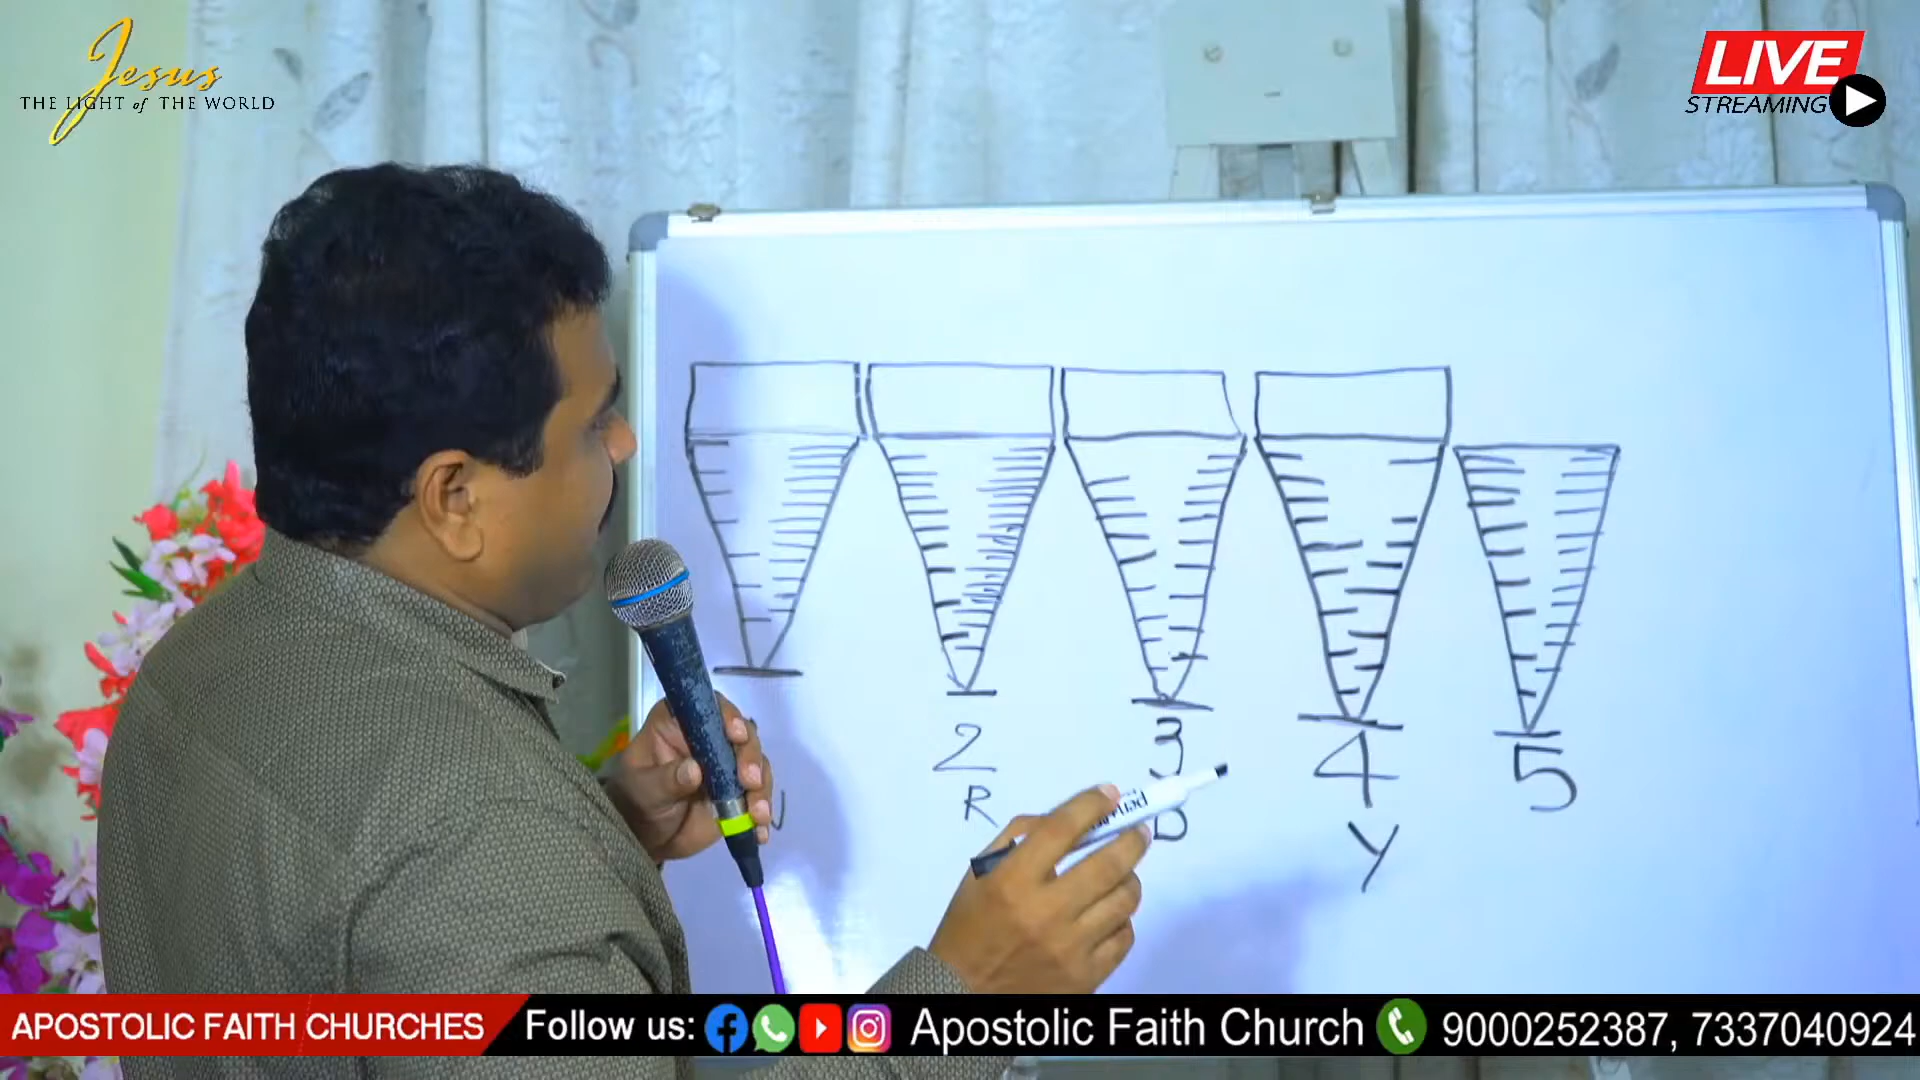 Jesus
THE LIGHT of THE WORLD
LIVE
STREAMING
2
3
4
5
R
Y
APOSTOLIC FAITH CHURCHES
Follow us:
Apostolic Faith Church
9000252387, 7337040924